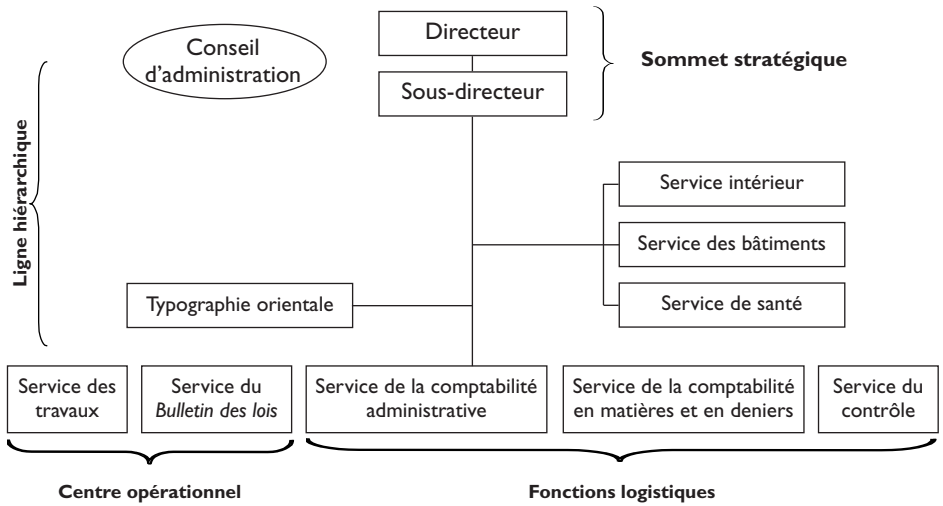 Directeur
Conseil
d'administration
Sommet stratégique
Sous-directeur
Ligne hiérarchique
Service intérieur
Service des bâtiments
Typographie orientale
Service de santé
Service des
travaux
Service du
Bulletin des lois
Service de la comptabilité
administrative
Service de la comptabilité
en matières et en deniers
Service du
contrôle
Centre opérationnel
Fonctions logistiques